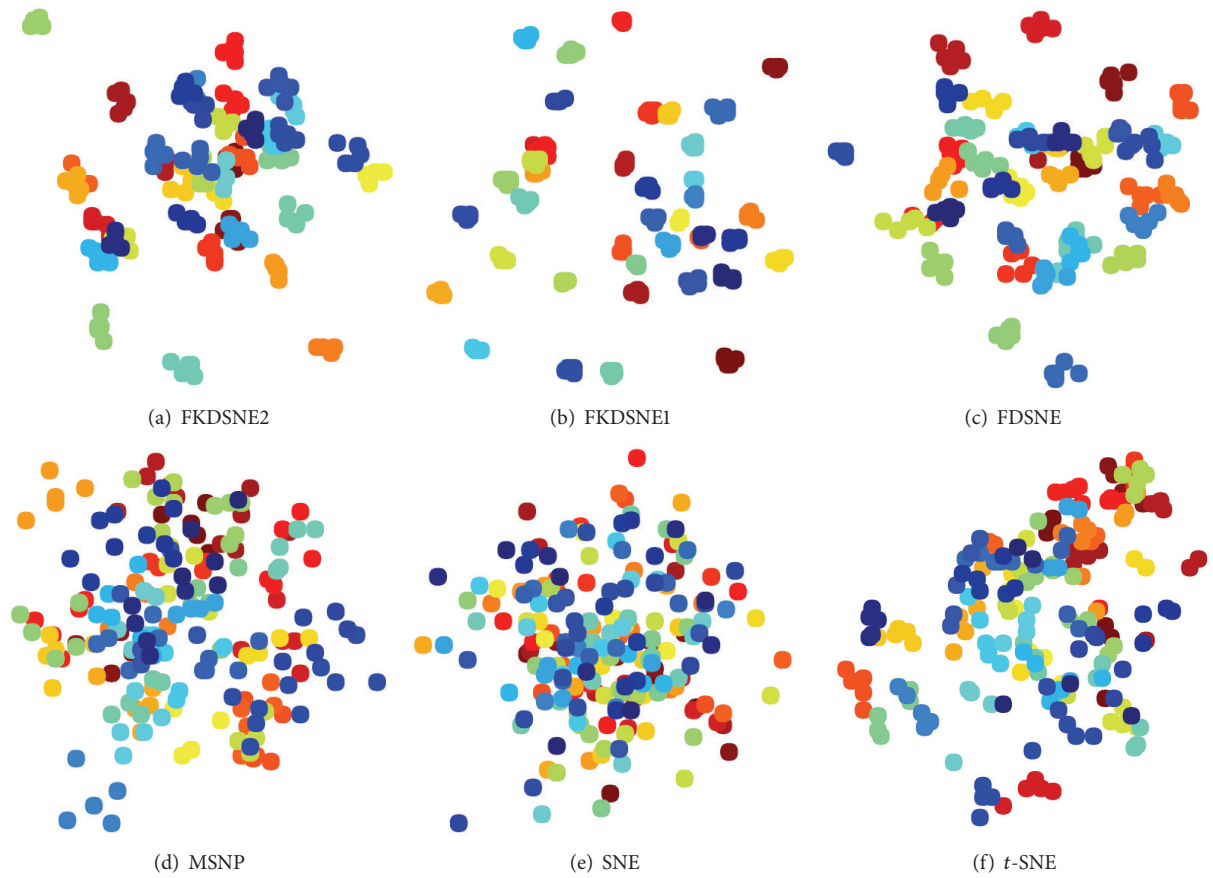 (a) FKDSNE2
(b) FKDSNE1
(c) FDSNE
(d) MSNP
(e) SNE
(f) t-SNE